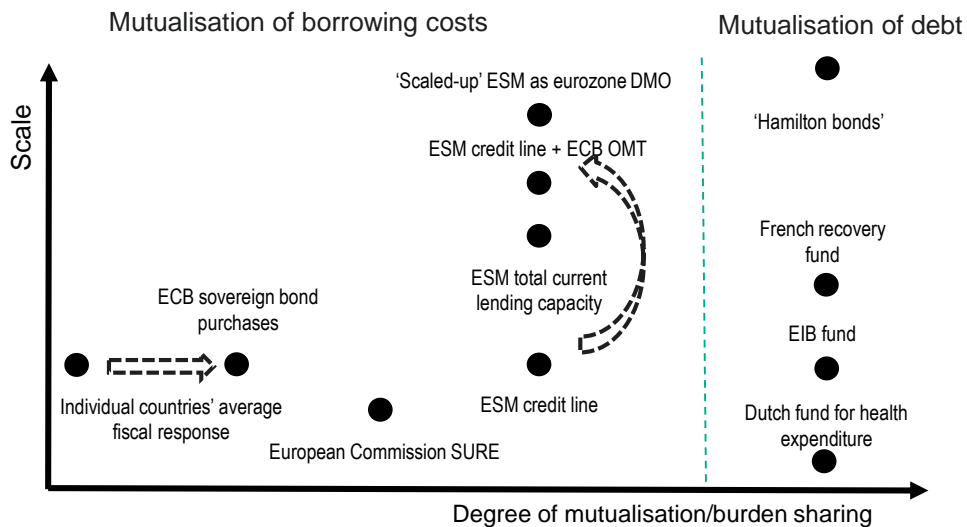 Mutualisation of borrowing costs
Mutualisation of debt
Scale
‘Scaled-up’ ESM as eurozone DMO
ESM credit line + ECB OMT
ESM total current
lending capacity
ESM credit line
ECB sovereign bond
purchases
Individual countries’ average
fiscal response
European Commission SURE
‘Hamilton bonds’
French recovery
fund
EIB fund
Dutch fund for health
expenditure
Degree of mutualisation/burden sharing